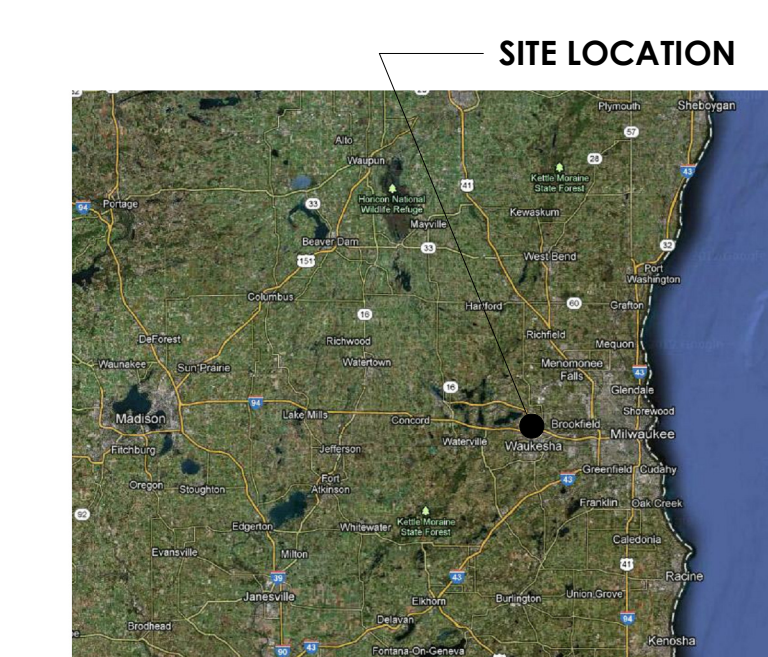 SITE LOCATION
Plymouth
Sheboygan
57
Alto
Waupun
28
43
Kettle Moraine
State Forest
41
Horicon National
Wildlife Refuge
94
Portage
33
Mayville
Kewaskum
Beaver Dam
33
32
151
West Bend
Port
Washington
Columbus
Hartford
60
Grafton
16
DeForest
Richwood
Richfield
Mequon
Waunakee
Sun Prairie
Watertown
Menomonee
Falls
43
16
Glendale
94
Shorewood
Madison
Lake Mills
Concord
Brookfield
Milwaukee
Fitchburg
Jefferson
Waterville
Waukesha
Greenfield
Cudahy
43
Oregon
Stoughton
Fort
Atkinson
Franklin
Oak Creek
92
Edgerton
Whitewater
Kettle Moraine
State Forest
Caledonia
Evansville
Milton
41
39
43
Racine
Janesville
Elkhorn
Burlington
Union Grove
Delavan
94
Brodhead
Kenosha
90
43
Fontana-On-Geneva